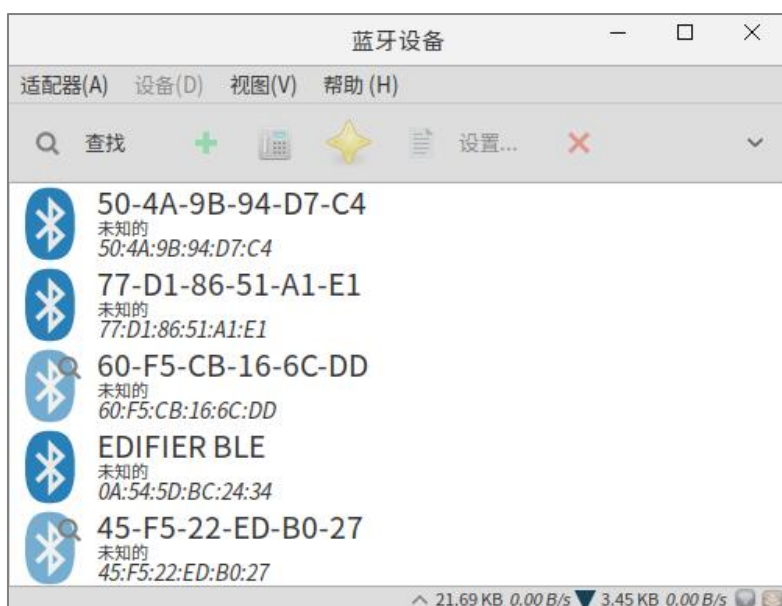 蓝牙设备
适配器(A) 设备(D) 视图(V) 帮助 (H)
查找 设置...
50-4A-9B-94-D7-C4
未知的
50:4A:9B:94:D7:C4
77-D1-86-51-A1-E1
未知的
77:D1:86:51:A1:E1
60-F5-CB-16-6C-DD
未知的
60:F5:CB:16:6C:DD
EDIFIER BLE
未知的
0A:54:5D:BC:24:34
45-F5-22-ED-B0-27
未知的
45:F5:22:ED:B0:27
21.69 KB 0.00 B/s 3.45 KB 0.00 B/s